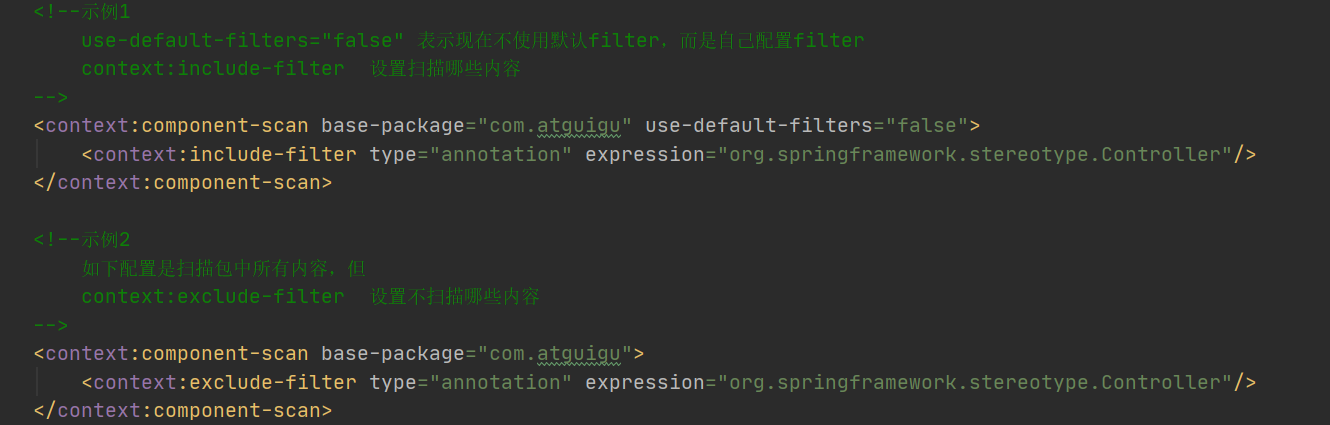 <!--示例1
use-default-filters="false" 表示现在不使用默认filter，而是自己配置filter
context:include-filter 设置扫描哪些内容
-->
<context:component-scan base-package="com.atguigu" use-default-filters="false">
<context:include-filter type="annotation" expression="org.springframework.stereotype.Controller"/>
</context:component-scan>
<!--示例2
如下配置是扫描包中所有内容，但
context:exclude-filter 设置不扫描哪些内容
-->
<context:component-scan base-package="com.atguigu">
<context:exclude-filter type="annotation" expression="org.springframework.stereotype.Controller"/>
</context:component-scan>